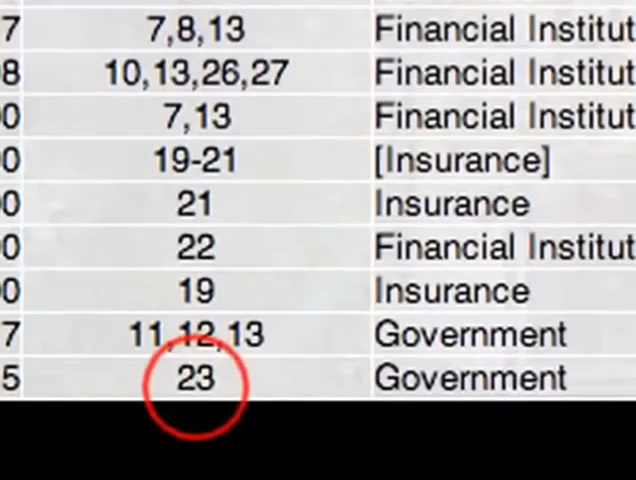 7 7,8,13 Financial Institut
8 10,13,26,27 Financial Institut
0 7,13 Financial Institut
0 19-21 [Insurance]
0 21 Insurance
0 22 Financial Institut
0 19 Insurance
7 11,12,13 Government
5 23 Government